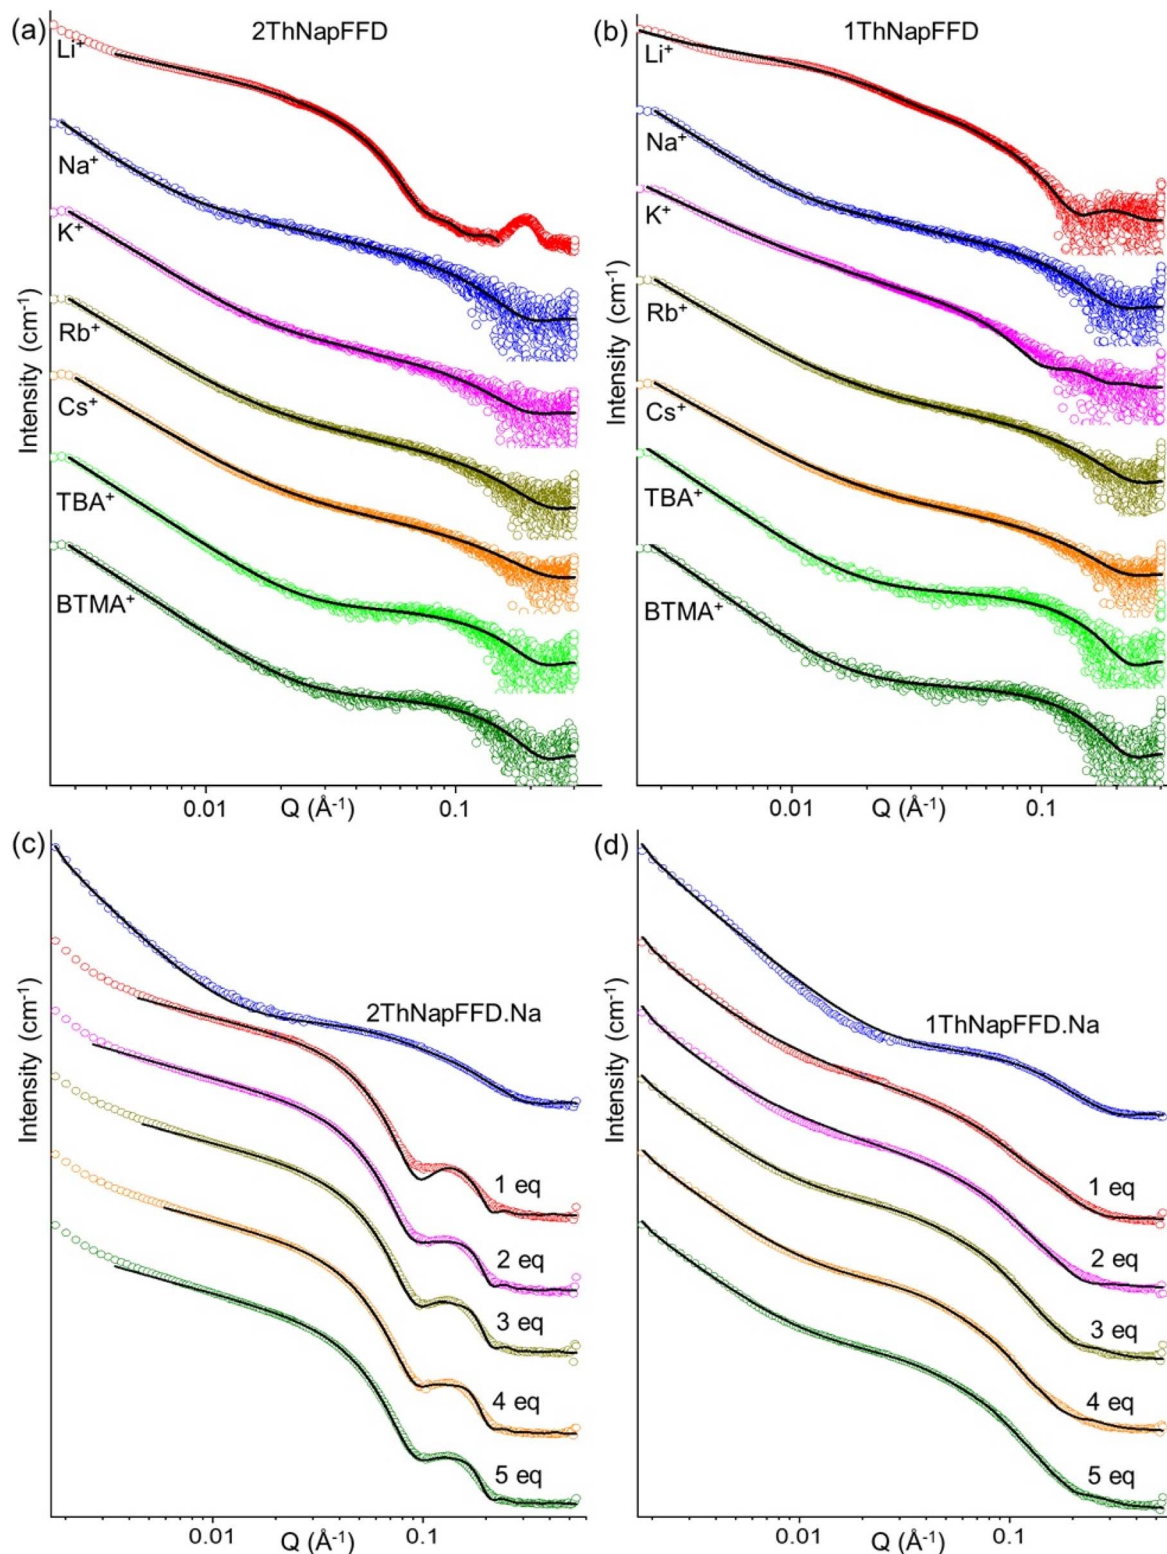 (a) 2ThNapFFD
Li⁺
Na⁺
K⁺
Rb⁺
Cs⁺
TBA⁺
BTMA⁺
Intensity (cm⁻¹)
0.01 0.1
Q (Å⁻¹)
(b) 1ThNapFFD
Li⁺
Na⁺
K⁺
Rb⁺
Cs⁺
TBA⁺
BTMA⁺
Intensity (cm⁻¹)
0.01 0.1
Q (Å⁻¹)
(c)
2ThNapFFD.Na
1 eq
2 eq
3 eq
4 eq
5 eq
Intensity (cm⁻¹)
0.01 0.1
Q (Å⁻¹)
(d)
1ThNapFFD.Na
1 eq
2 eq
3 eq
4 eq
5 eq
Intensity (cm⁻¹)
0.01 0.1
Q (Å⁻¹)